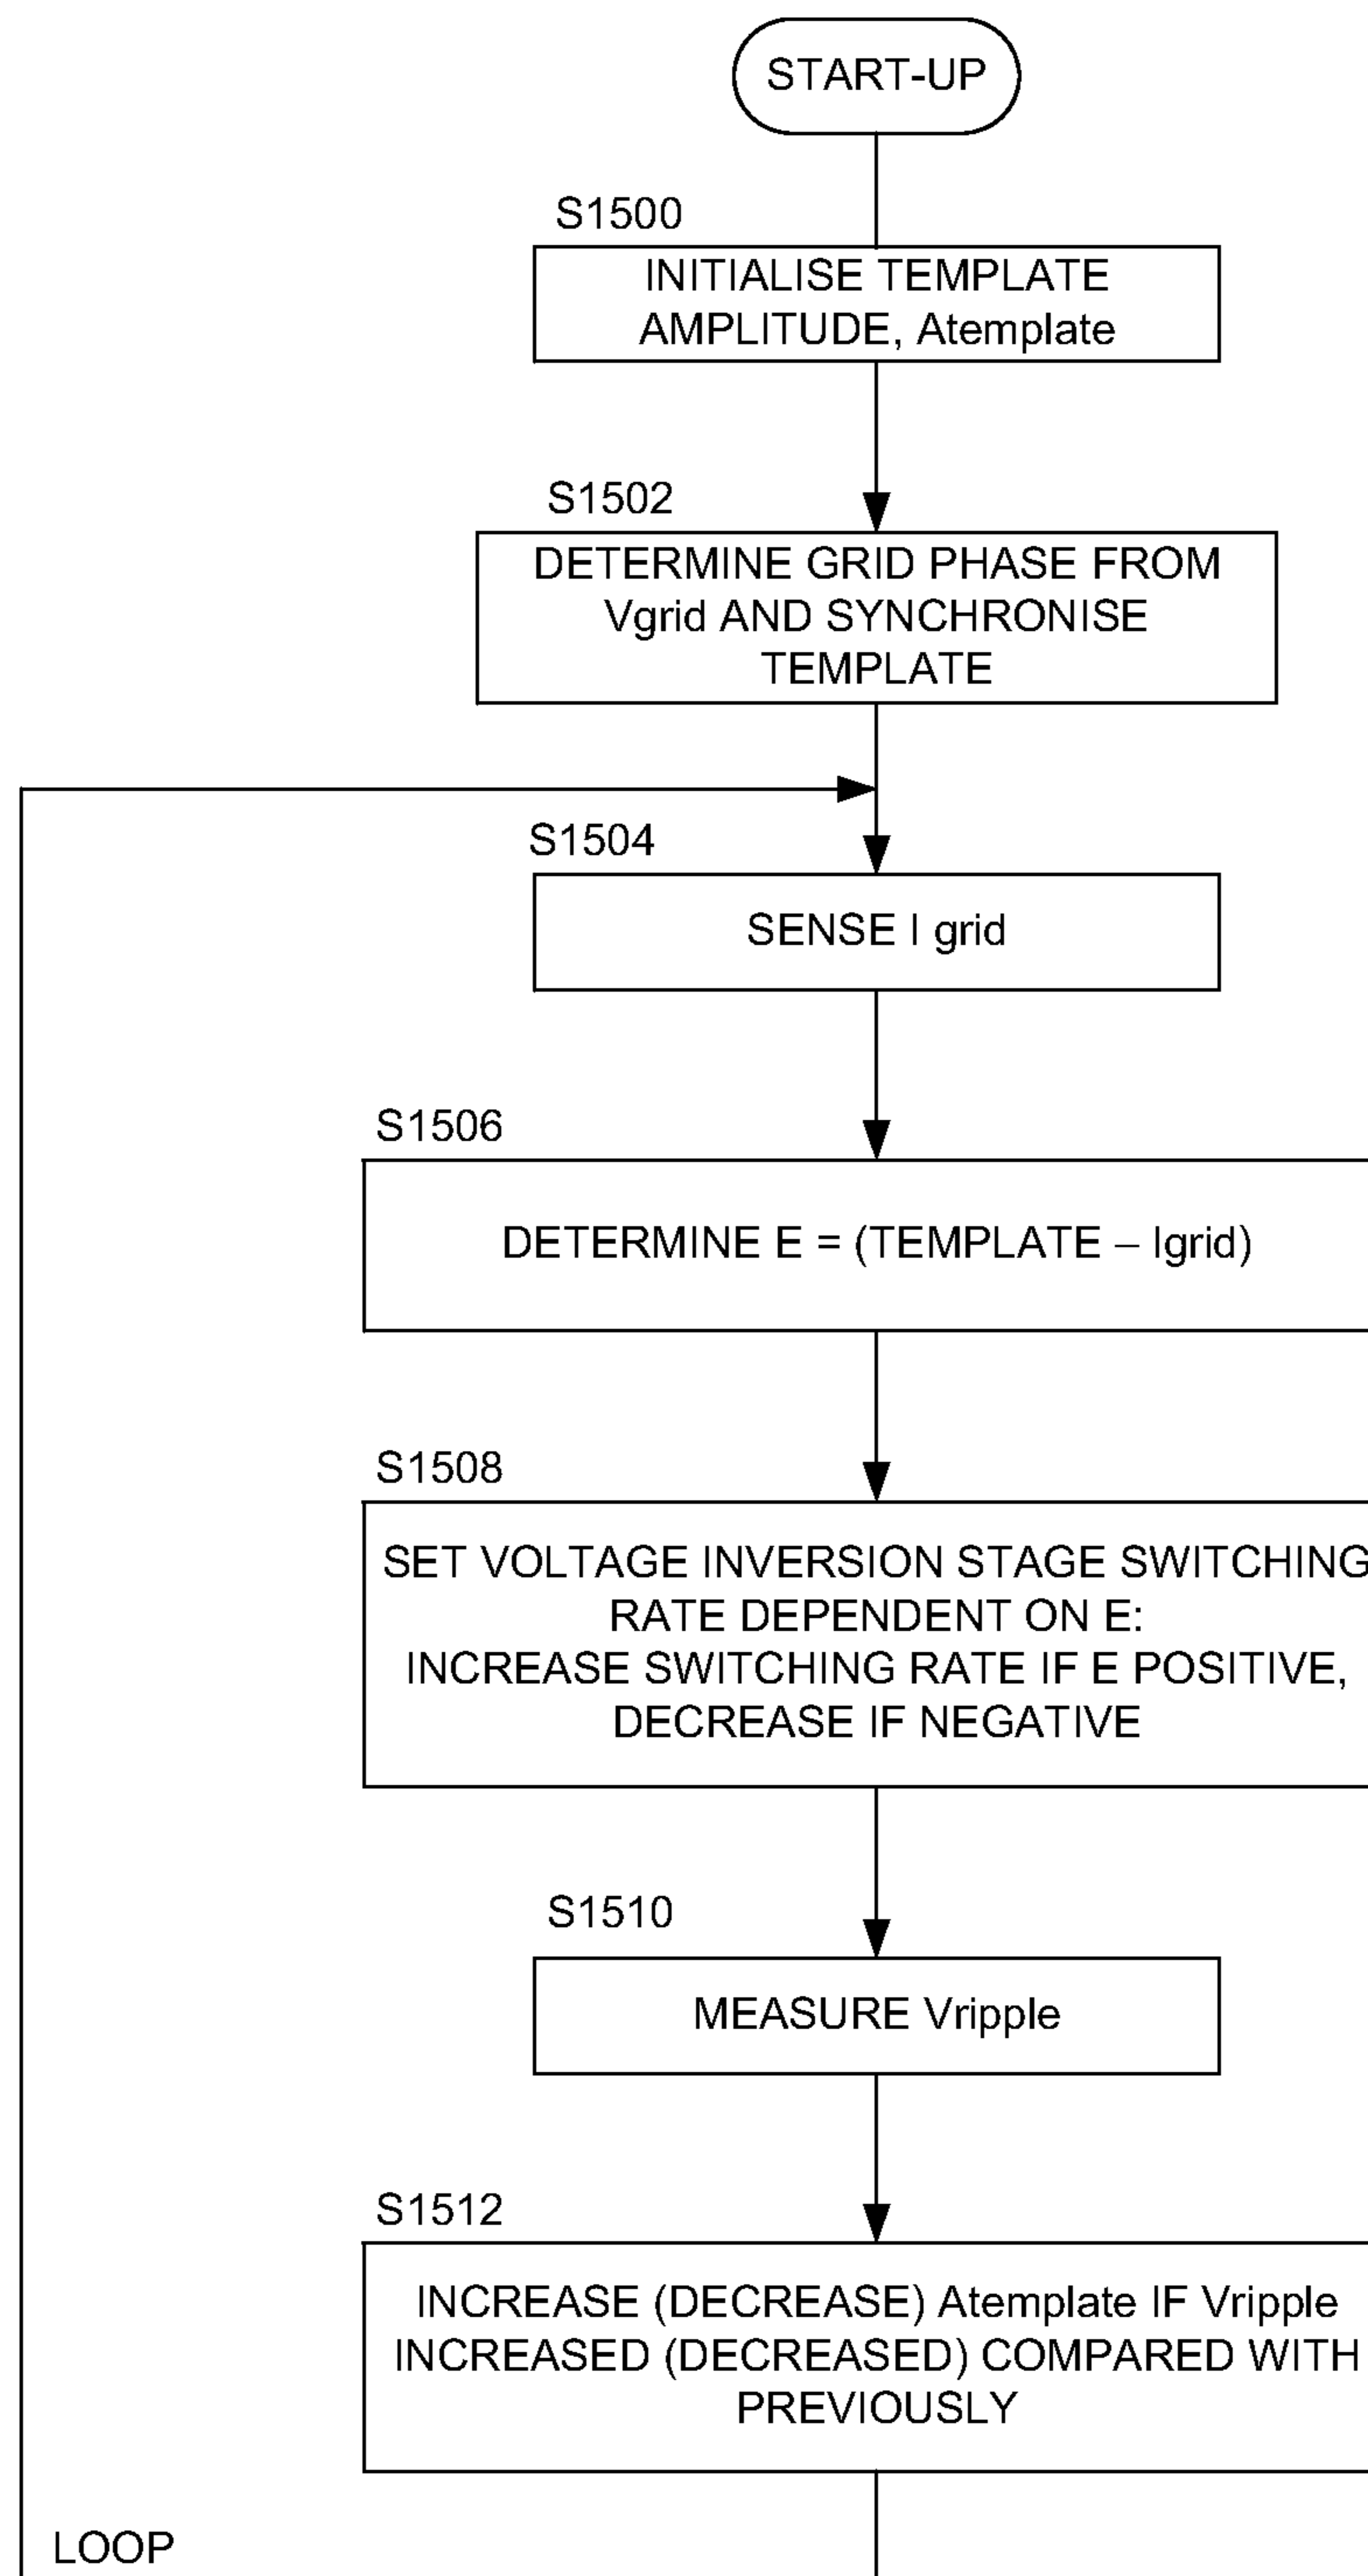 START-UP
S1500
INITIALISE TEMPLATE
AMPLITUDE, Atemplate
S1502
DETERMINE GRID PHASE FROM
Vgrid AND SYNCHRONISE
TEMPLATE
S1504
SENSE I grid
S1506
DETERMINE E = (TEMPLATE – Igrid)
S1508
SET VOLTAGE INVERSION STAGE SWITCHING
RATE DEPENDENT ON E:
INCREASE SWITCHING RATE IF E POSITIVE,
DECREASE IF NEGATIVE
S1510
MEASURE Vripple
S1512
INCREASE (DECREASE) Atemplate IF Vripple
INCREASED (DECREASED) COMPARED WITH
PREVIOUSLY
LOOP